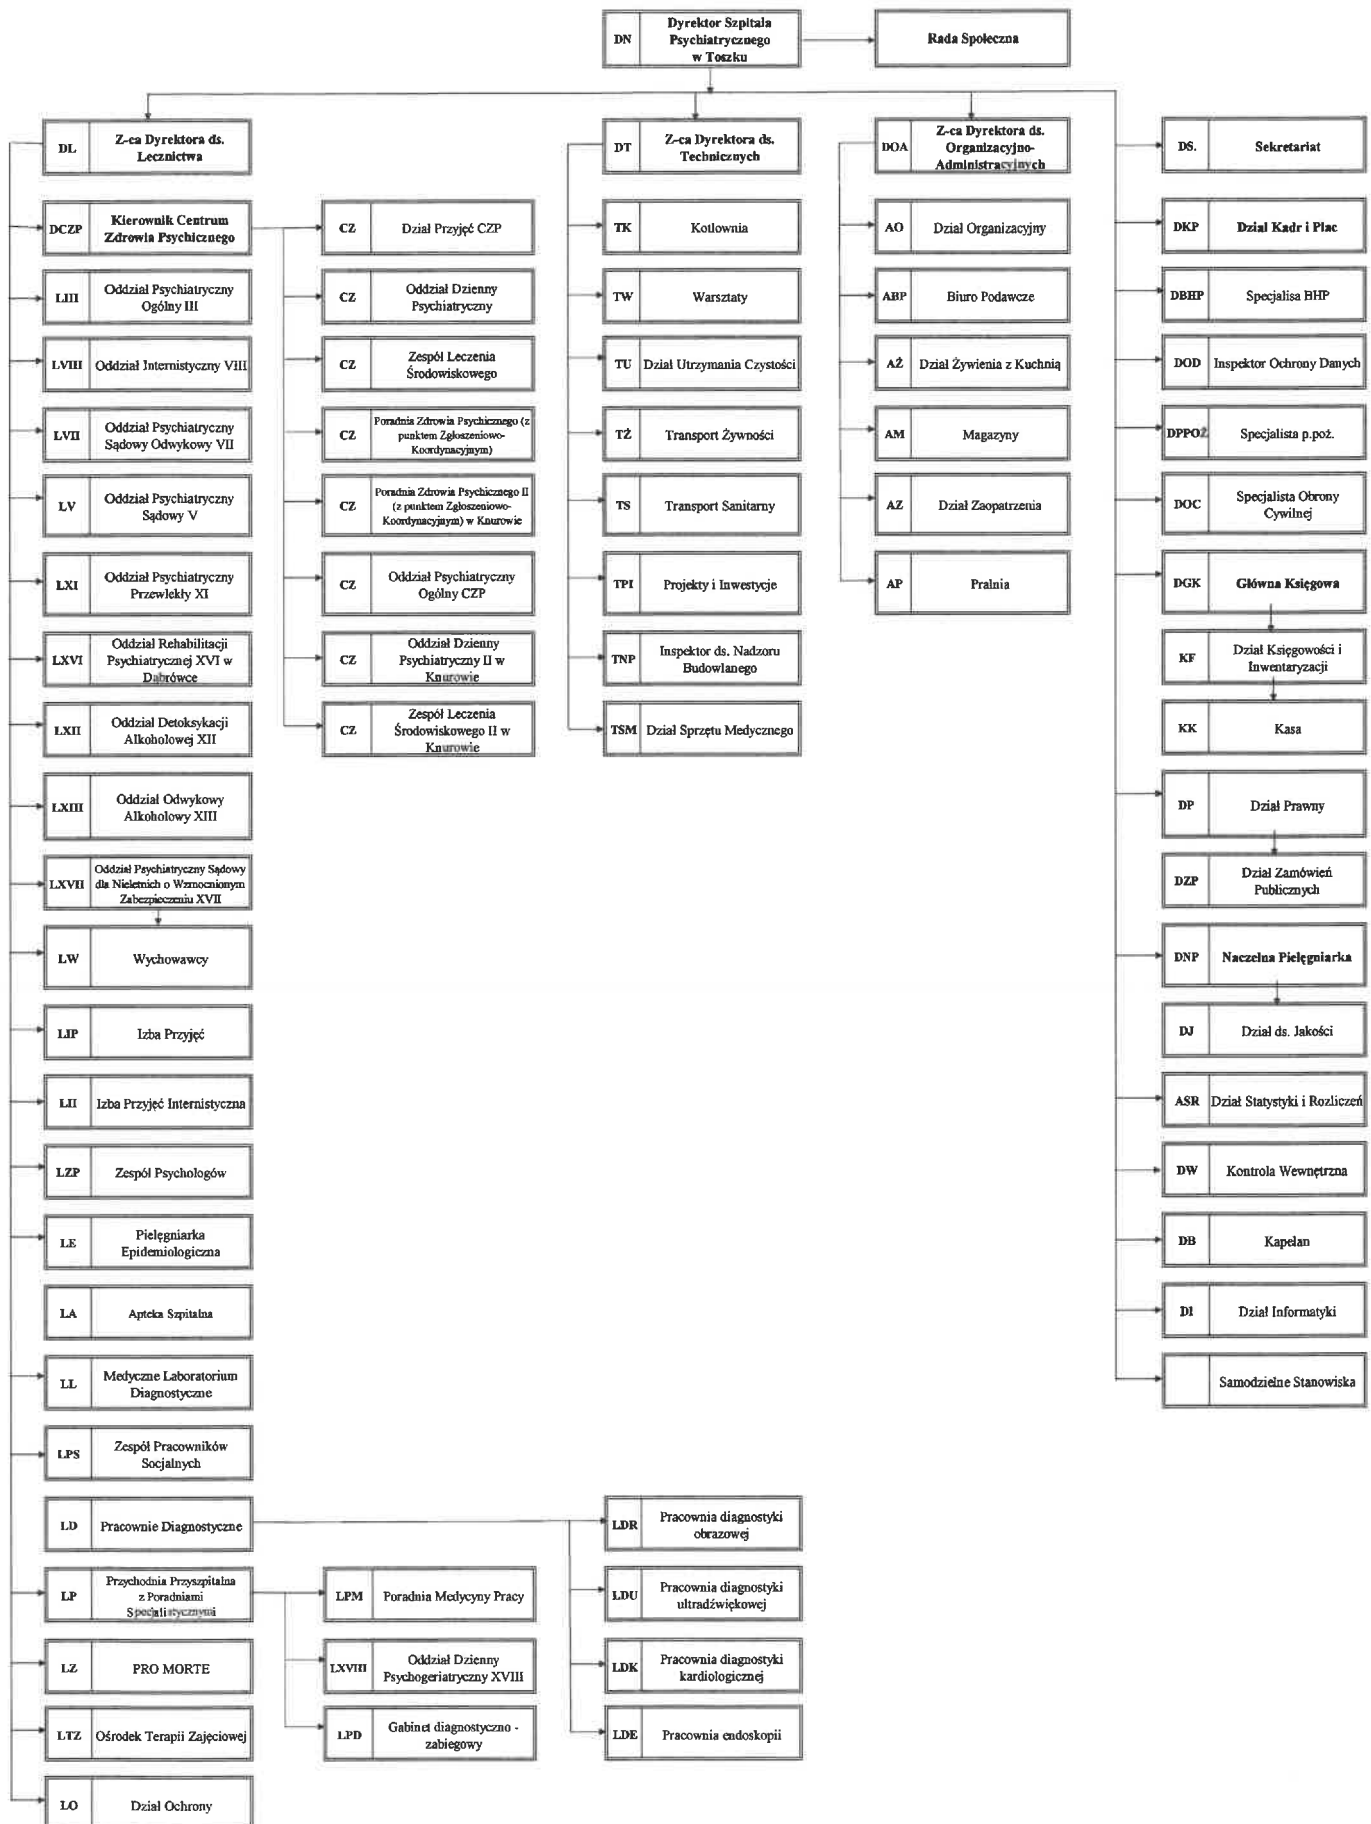 DN
Dyrektor Szpitala
Psychiatrycznego
w Toszku
Rada Społeczna
DL
Z-ca Dyrektora ds.
Lecznictwa
DCZP
Kierownik Centrum
Zdrowia Psychicznego
LIII
Oddział Psychiatryczny
Ogólny III
LVIII
Oddział Internistyczny VIII
LVII
Oddział Psychiatryczny
Sądowy Odwykowy VII
LV
Oddział Psychiatryczny
Sądowy V
LXI
Oddział Psychiatryczny
Przewlekły XI
LXVI
Oddział Rehabilitacji
Psychiatrycznej XVI w
Dąbrówce
LXII
Oddział Detoksykacji
Alkoholowej XII
LXIII
Oddział Odwykowy
Alkoholowy XIII
LXVII
Oddział Psychiatryczny Sądowy
dla Nieletnich o Wzmocnionym
Zabezpieczeniu XVII
LW
Wychowawcy
LIP
Izba Przyjęć
LII
Izba Przyjęć Internistyczna
LZP
Zespół Psychologów
LE
Pielęgniarka
Epidemiologiczna
LA
Apteka Szpitalna
LL
Medyczne Laboratorium
Diagnostyczne
LPS
Zespół Pracowników
Socjalnych
LD
Pracownie Diagnostyczne
LP
Przychodnia Przyszpitalna
z Poradniami
Specjalistycznymi
LZ
PRO MORTE
LTZ
Ośrodek Terapii Zajęciowej
LO
Dział Ochrony
CZ
Dział Przyjęć CZP
CZ
Oddział Dzienny
Psychiatryczny
CZ
Zespół Leczenia
Środowiskowego
CZ
Poradnia Zdrowia Psychicznego (z
punktem Zgłoszeniowo-
Koordynacyjnym)
CZ
Poradnia Zdrowia Psychicznego II
(z punktem Zgłoszeniowo-
Koordynacyjnym) w Knurowie
CZ
Oddział Psychiatryczny
Ogólny CZP
CZ
Oddział Dzienny
Psychiatryczny II w
Knurowie
CZ
Zespół Leczenia
Środowiskowego II w
Knurowie
LPM
Poradnia Medycyny Pracy
LXVIII
Oddział Dzienny
Psychogeriatryczny XVIII
LPD
Gabinet diagnostyczno -
zabiegowy
DT
Z-ca Dyrektora ds.
Technicznych
TK
Kotłownia
TW
Warsztaty
TU
Dział Utrzymania Czystości
TŻ
Transport Żywności
TS
Transport Sanitarny
TPI
Projekty i Inwestycje
TNP
Inspektor ds. Nadzoru
Budowlanego
TSM
Dział Sprzętu Medycznego
LDR
Pracownia diagnostyki
obrazowej
LDU
Pracownia diagnostyki
ultradźwiękowej
LDK
Pracownia diagnostyki
kardiologicznej
LDE
Pracownia endoskopii
DOA
Z-ca Dyrektora ds.
Organizacyjno-
Administracyjnych
AO
Dział Organizacyjny
ABP
Biuro Podawcze
AŻ
Dział Żywienia z Kuchnią
AM
Magazyny
AZ
Dział Zaopatrzenia
AP
Pralnia
DS.
Sekretariat
DKP
Dział Kadr i Płac
DBHP
Specjalisa BHP
DOD
Inspektor Ochrony Danych
DPPOŻ
Specjalista p.poż.
DOC
Specjalista Obrony
Cywilnej
DGK
Główna Księgowa
KF
Dział Księgowości i
Inwentaryzacji
KK
Kasa
DP
Dział Prawny
DZP
Dział Zamówień
Publicznych
DNP
Naczelna Pielęgniarka
DJ
Dział ds. Jakości
ASR
Dział Statystyki i Rozliczeń
DW
Kontrola Wewnętrzna
DB
Kapelan
DI
Dział Informatyki
Samodzielne Stanowiska